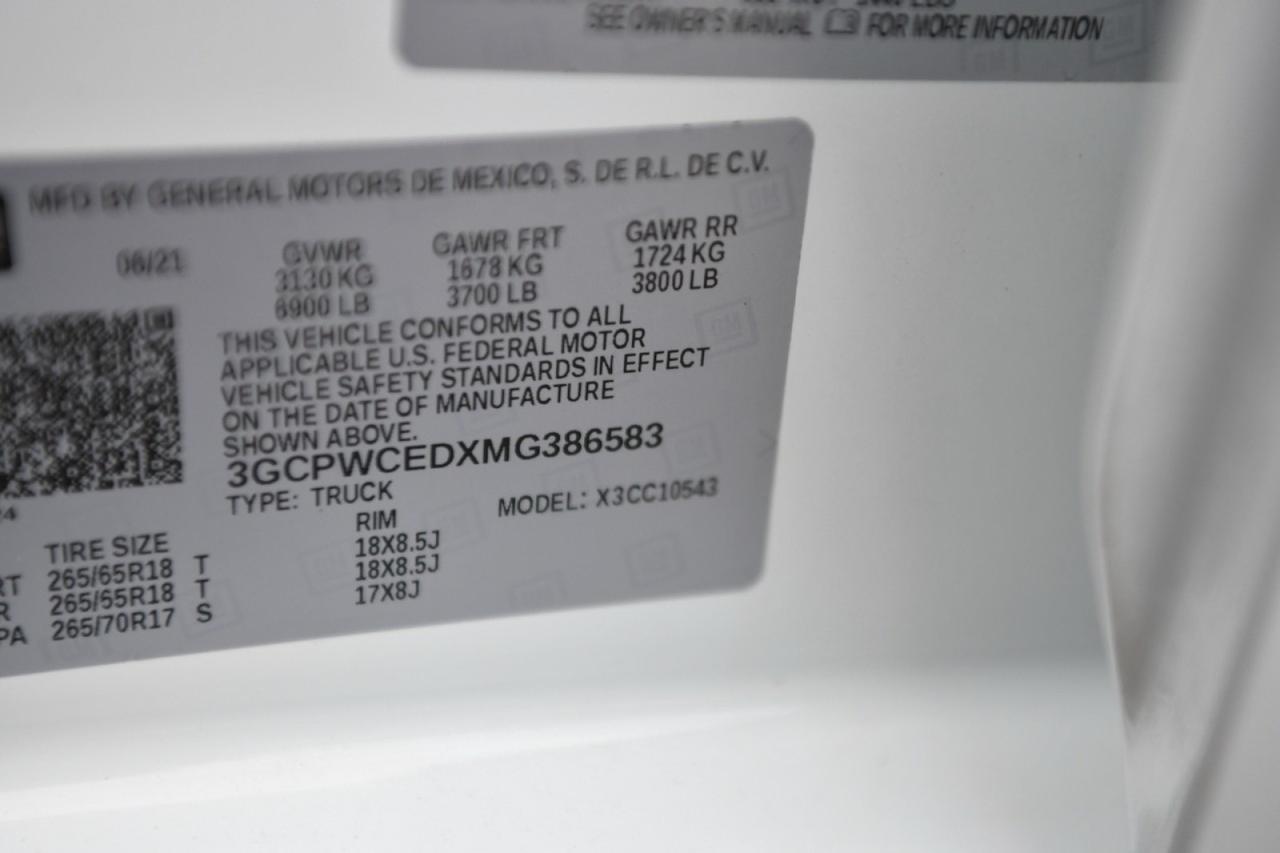 SEE OWNER'S MANUAL FOR MORE INFORMATION
MFD BY GENERAL MOTORS DE MEXICO, S. DE R.L. DE C.V.
06/21 GVWR GAWR FRT GAWR RR
3130 KG 1678 KG 1724 KG
6900 LB 3700 LB 3800 LB
THIS VEHICLE CONFORMS TO ALL
APPLICABLE U.S. FEDERAL MOTOR
VEHICLE SAFETY STANDARDS IN EFFECT
ON THE DATE OF MANUFACTURE
SHOWN ABOVE.
3GCPWCEDXMG386583
TYPE: TRUCK MODEL: X3CC10543
TIRE SIZE RIM
RT 265/65R18 T 18X8.5J
R 265/65R18 T 18X8.5J
PA 265/70R17 S 17X8J